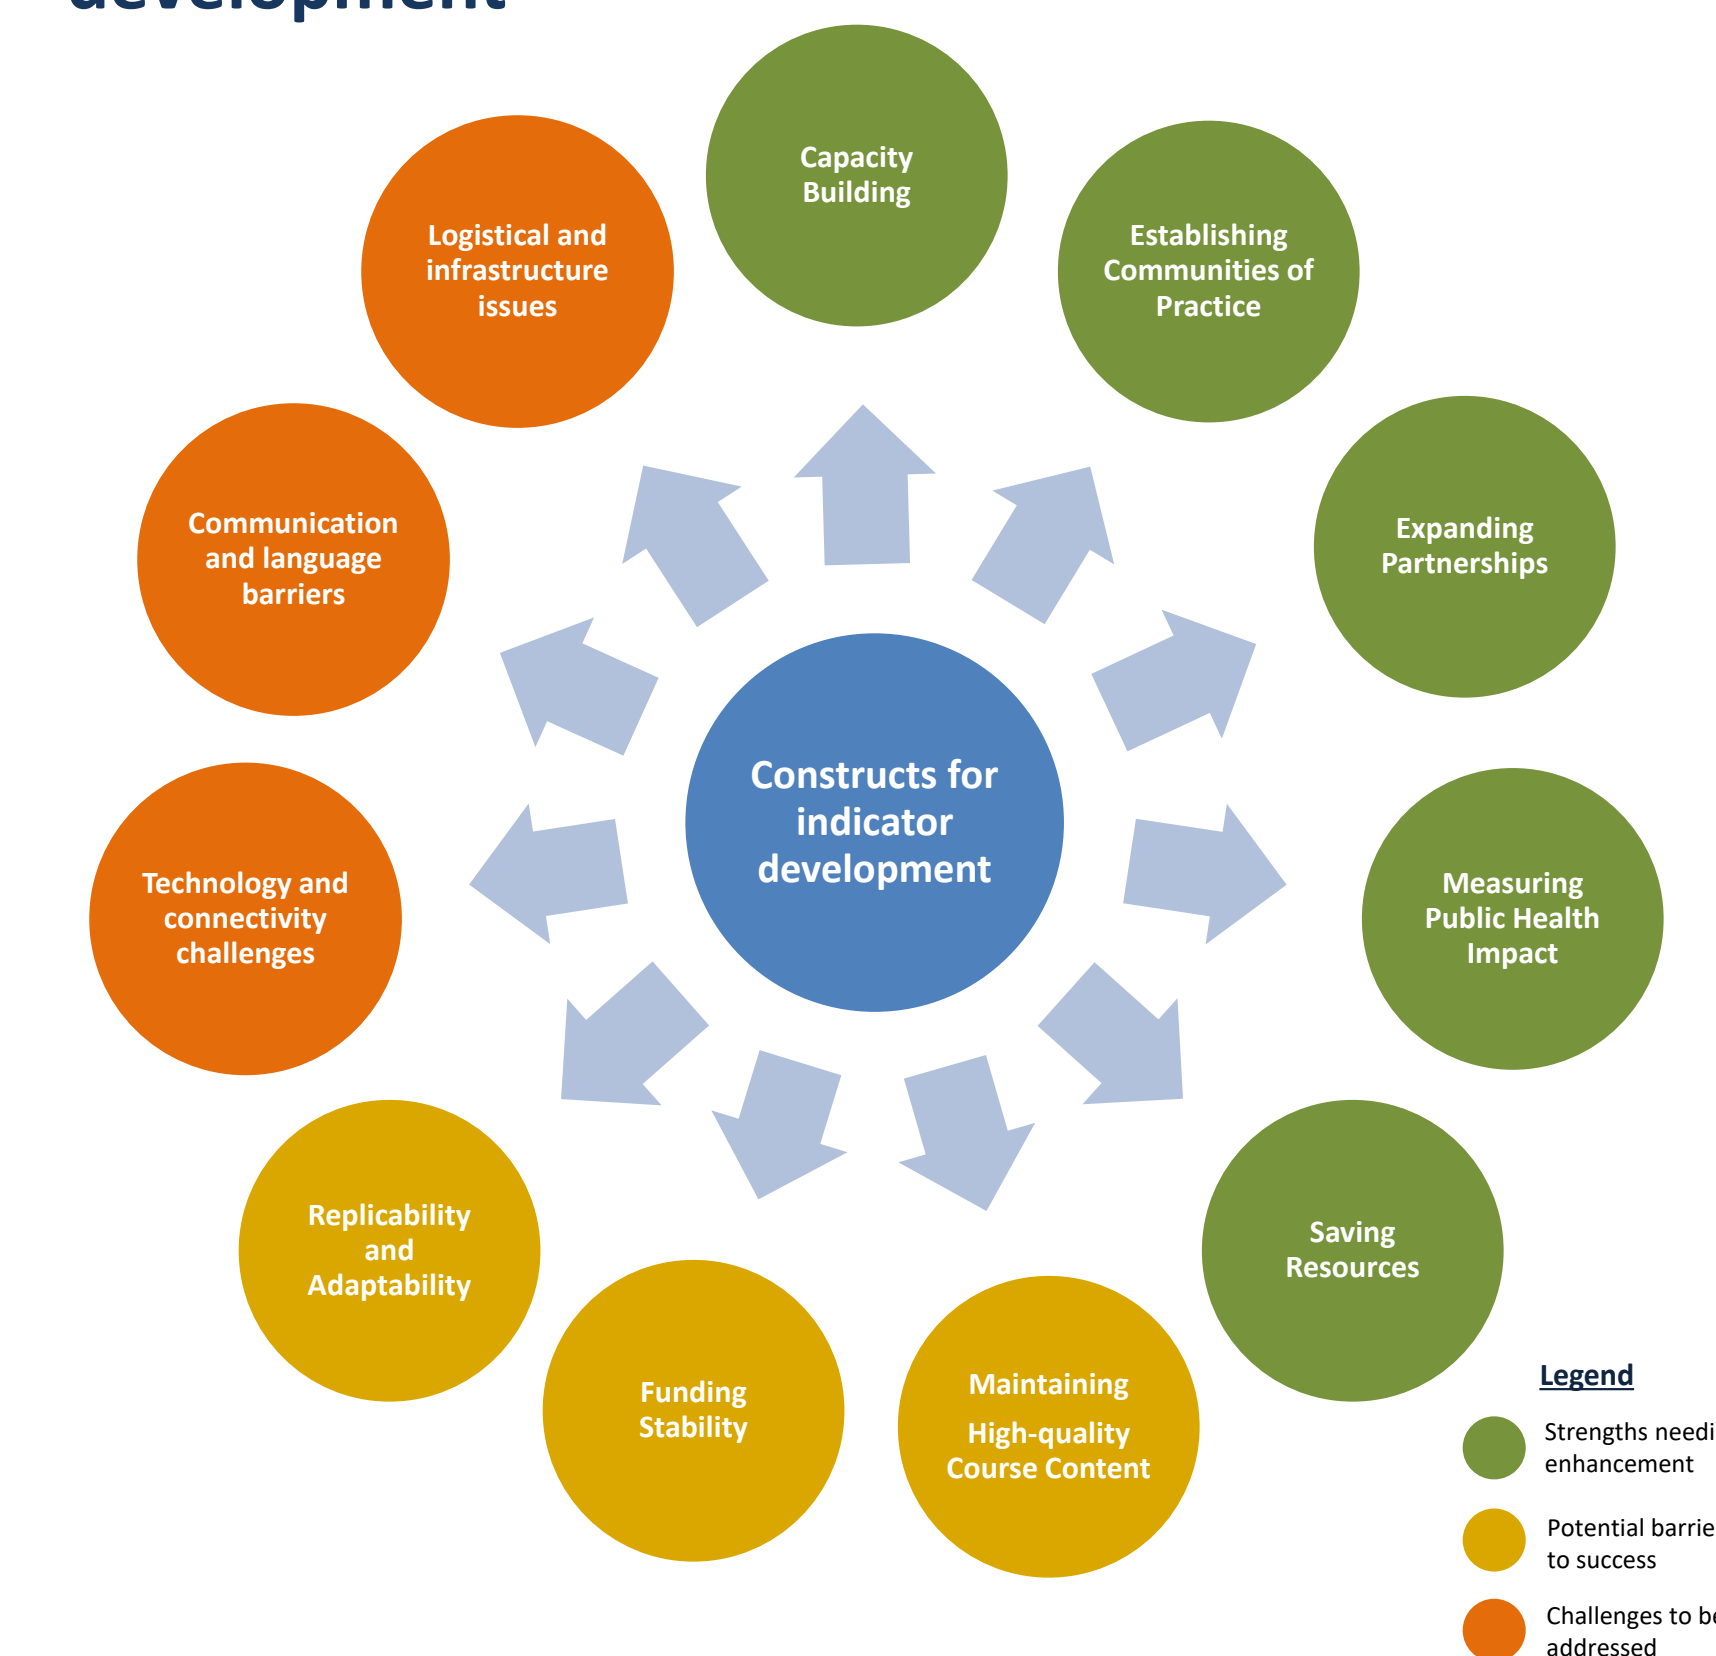 development
Capacity
Building
Establishing
Communities of
Practice
Expanding
Partnerships
Measuring
Public Health
Impact
Saving
Resources
Maintaining
High-quality
Course Content
Funding
Stability
Replicability
and
Adaptability
Technology and
connectivity
challenges
Communication
and language
barriers
Logistical and
infrastructure
issues
Constructs for
indicator
development
Legend
Strengths needi
enhancement
Potential barrie
to success
Challenges to be
addressed